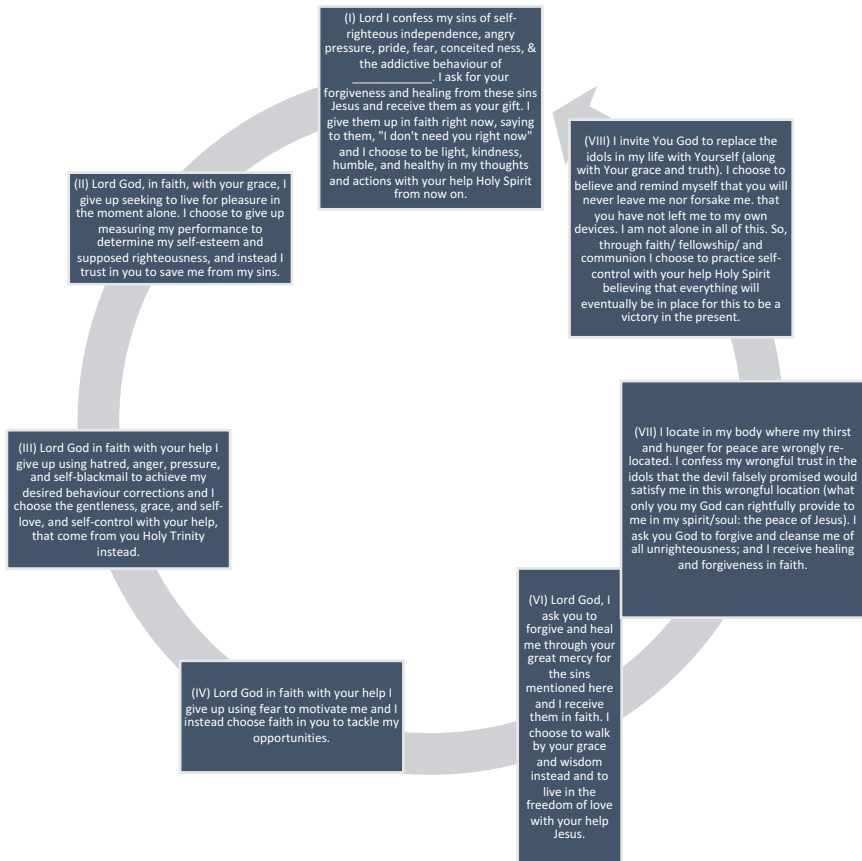 (I) Lord I confess my sins of self-
righteous independence, angry
pressure, pride, fear, conceited ness, &
the addictive behaviour of
____________. I ask for your
forgiveness and healing from these sins
Jesus and receive them as your gift. I
give them up in faith right now, saying
to them, "I don't need you right now"
and I choose to be light, kindness,
humble, and healthy in my thoughts
and actions with your help Holy Spirit
from now on.
(II) Lord God, in faith, with your grace, I
give up seeking to live for pleasure in
the moment alone. I choose to give up
measuring my performance to
determine my self-esteem and
supposed righteousness, and instead I
trust in you to save me from my sins.
(III) Lord God in faith with your help I
give up using hatred, anger, pressure,
and self-blackmail to achieve my
desired behaviour corrections and I
choose the gentleness, grace, and self-
love, and self-control with your help,
that come from you Holy Trinity
instead.
(IV) Lord God in faith with your help I
give up using fear to motivate me and I
instead choose faith in you to tackle my
opportunities.
(VI) Lord God, I
ask you to
forgive and heal
me through your
great mercy for
the sins
mentioned here
and I receive
them in faith. I
choose to walk
by your grace
and wisdom
instead and to
live in the
freedom of love
with your help
Jesus.
(VII) I locate in my body where my thirst
and hunger for peace are wrongly re-
located. I confess my wrongful trust in the
idols that the devil falsely promised would
satisfy me in this wrongful location (what
only you my God can rightfully provide to
me in my spirit/soul: the peace of Jesus). I
ask you God to forgive and cleanse me of
all unrighteousness; and I receive healing
and forgiveness in faith.
(VIII) I invite You God to replace the
idols in my life with Yourself (along
with Your grace and truth). I choose to
believe and remind myself that you will
never leave me nor forsake me. that
you have not left me to my own
devices. I am not alone in all of this. So,
through faith/ fellowship/ and
communion I choose to practice self-
control with your help Holy Spirit
believing that everything will
eventually be in place for this to be a
victory in the present.